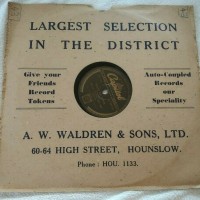 LARGEST SELECTION
IN THE DISTRICT
Give your
Friends
Record
Tokens
Auto-Coupled
Records
our
Speciality
Capitol
A. W. WALDREN & SONS, LTD.
60-64 HIGH STREET, HOUNSLOW.
Phone: HOU. 1133.